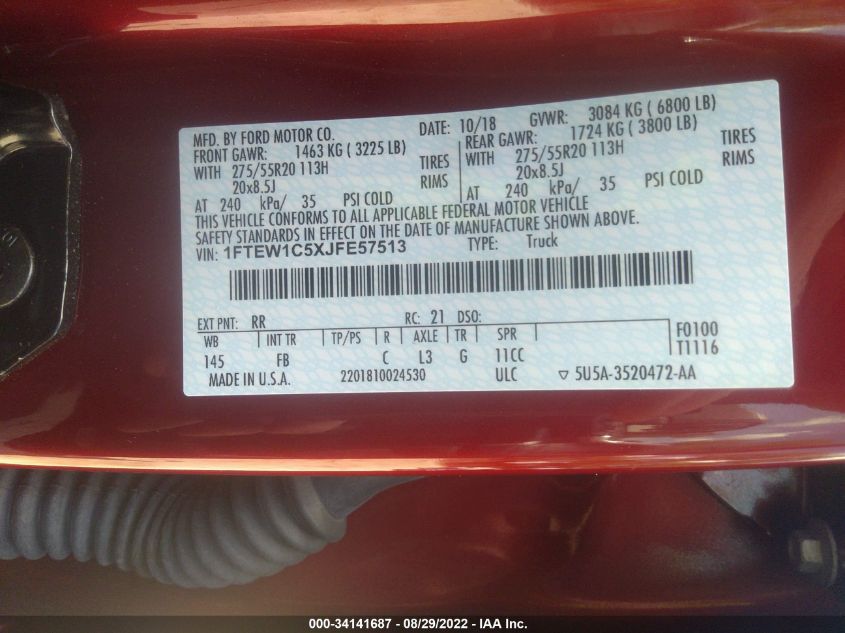 MFD. BY FORD MOTOR CO.
DATE: 10/18 GVWR: 3084 KG ( 6800 LB)
FRONT GAWR: 1463 KG ( 3225 LB)
WITH 275/55R20 113H TIRES
20x8.5J RIMS
AT 240 kPa/ 35 PSI COLD
REAR GAWR: 1724 KG ( 3800 LB)
WITH 275/55R20 113H TIRES
20x8.5J RIMS
AT 240 kPa/ 35 PSI COLD
THIS VEHICLE CONFORMS TO ALL APPLICABLE FEDERAL MOTOR VEHICLE
SAFETY STANDARDS IN EFFECT ON THE DATE OF MANUFACTURE SHOWN ABOVE.
VIN: 1FTEW1C5XJFE57513 TYPE: Truck
EXT PNT: RR RC: 21 DSO:
WB INT TR TP/PS R AXLE TR SPR F0100
145 FB C L3 G 11CC T1116
MADE IN U.S.A. 2201810024530 ULC ▽ 5U5A-3520472-AA
000-34141687 - 08/29/2022 - IAA Inc.